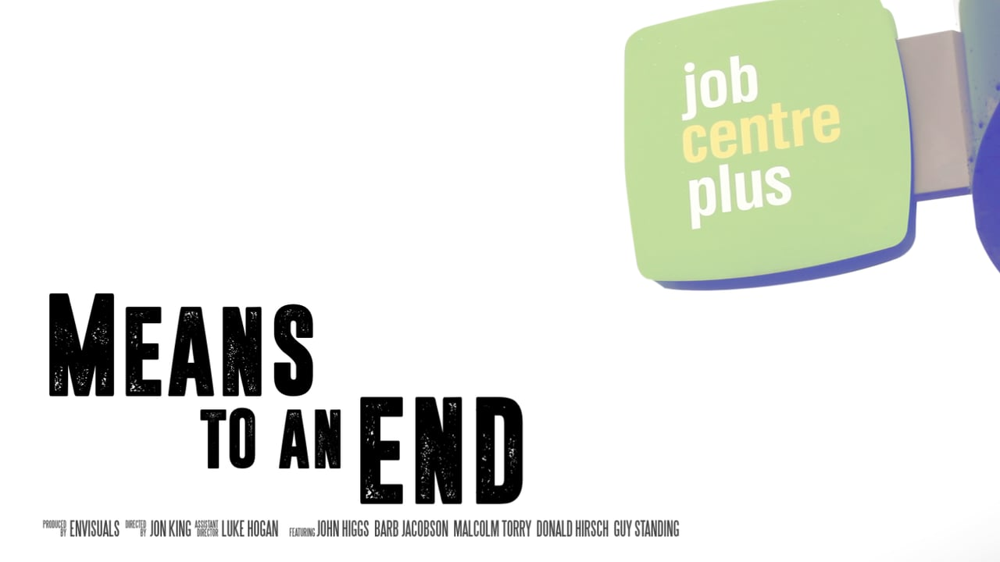 job
centre
plus
MEANS
TO AN END
PRODUCED BY ENVISUALS DIRECTED BY JON KING ASSISTANT DIRECTOR LUKE HOGAN FEATURING JOHN HIGGS BARB JACOBSON MALCOLM TORRY DONALD HIRSCH GUY STANDING